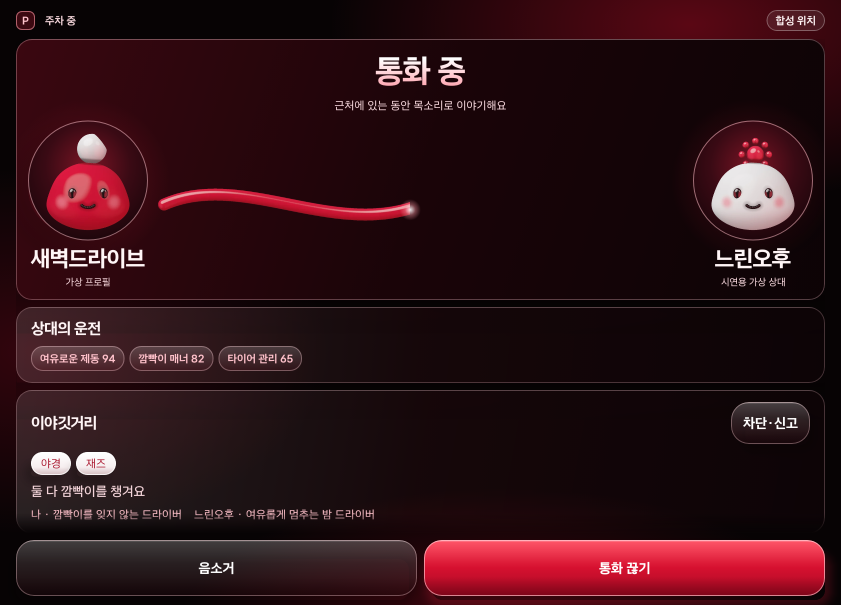 P 주차 중
합성 위치
통화 중
근처에 있는 동안 목소리로 이야기해요
새벽드라이브
가상 프로필
느린오후
시연용 가상 상대
상대의 운전
여유로운 제동 94 깜빡이 매너 82 타이어 관리 65
이야깃거리
차단·신고
야경 재즈
둘 다 깜빡이를 챙겨요
나 · 깜빡이를 잊지 않는 드라이버 느린오후 · 여유롭게 멈추는 밤 드라이버
음소거
통화 끊기